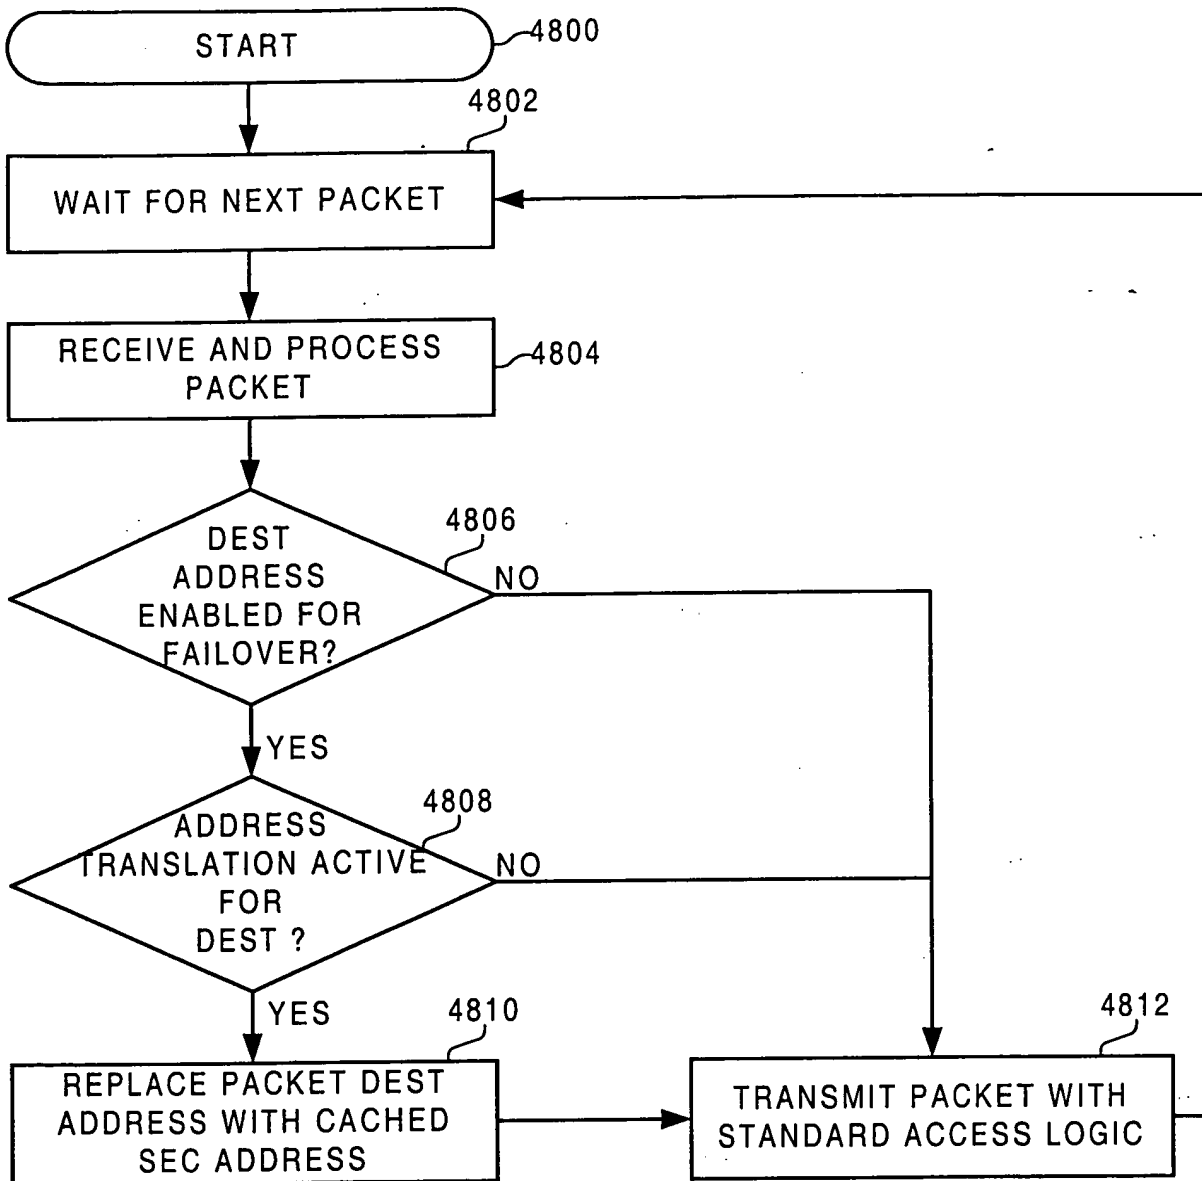 START
4800
4802
WAIT FOR NEXT PACKET
RECEIVE AND PROCESS
PACKET
4804
4806
DEST
ADDRESS
ENABLED FOR
FAILOVER?
NO
YES
4808
ADDRESS
TRANSLATION ACTIVE
FOR
DEST ?
NO
YES
4810
REPLACE PACKET DEST
ADDRESS WITH CACHED
SEC ADDRESS
4812
TRANSMIT PACKET WITH
STANDARD ACCESS LOGIC